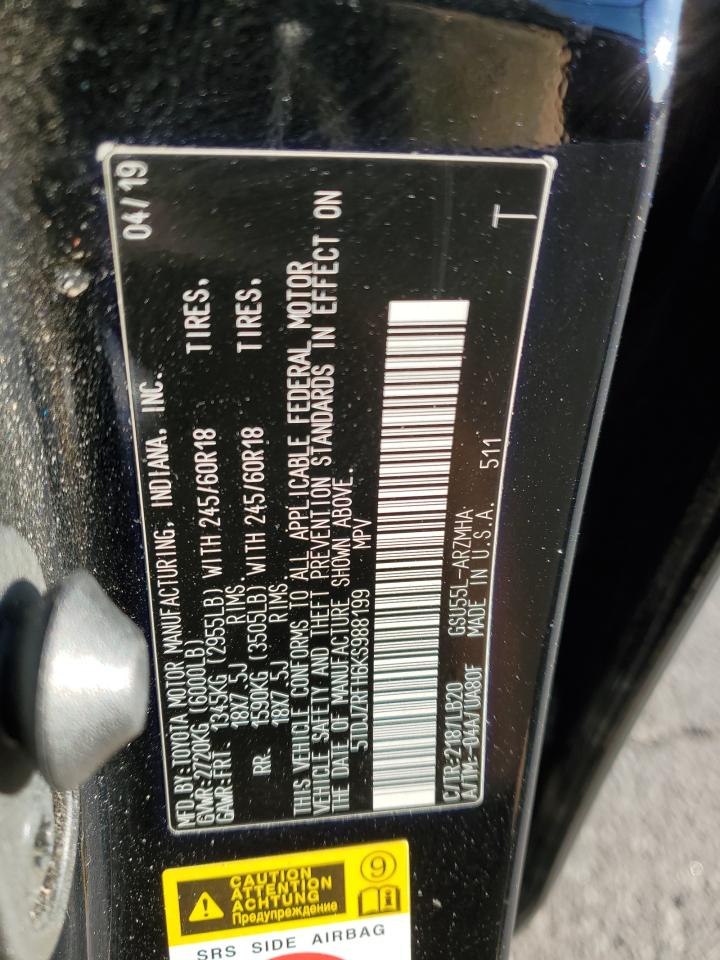 MFD.BY:TOYOTA MOTOR MANUFACTURING, INDIANA, INC. 04/19
GVWR:2720KG (6000LB)
GAWR:FRT. 1345KG (2955LB) WITH 245/60R18 TIRES,
18X7.5J RIMS.
RR. 1590KG (3505LB) WITH 245/60R18 TIRES,
18X7.5J RIMS
THIS VEHICLE CONFORMS TO ALL APPLICABLE FEDERAL MOTOR
VEHICLE SAFETY AND THEFT PREVENTION STANDARDS IN EFFECT ON
THE DATE OF MANUFACTURE SHOWN ABOVE.
5TDJZRFH6KS988199 MPV
C/TR:218/LB20 GSU55L-ARZMHA
A/TM:-04A/UA80F MADE IN U.S.A. 511 T
CAUTION
ATTENTION
ACHTUNG
Предупреждение
9
SRS SIDE AIRBAG